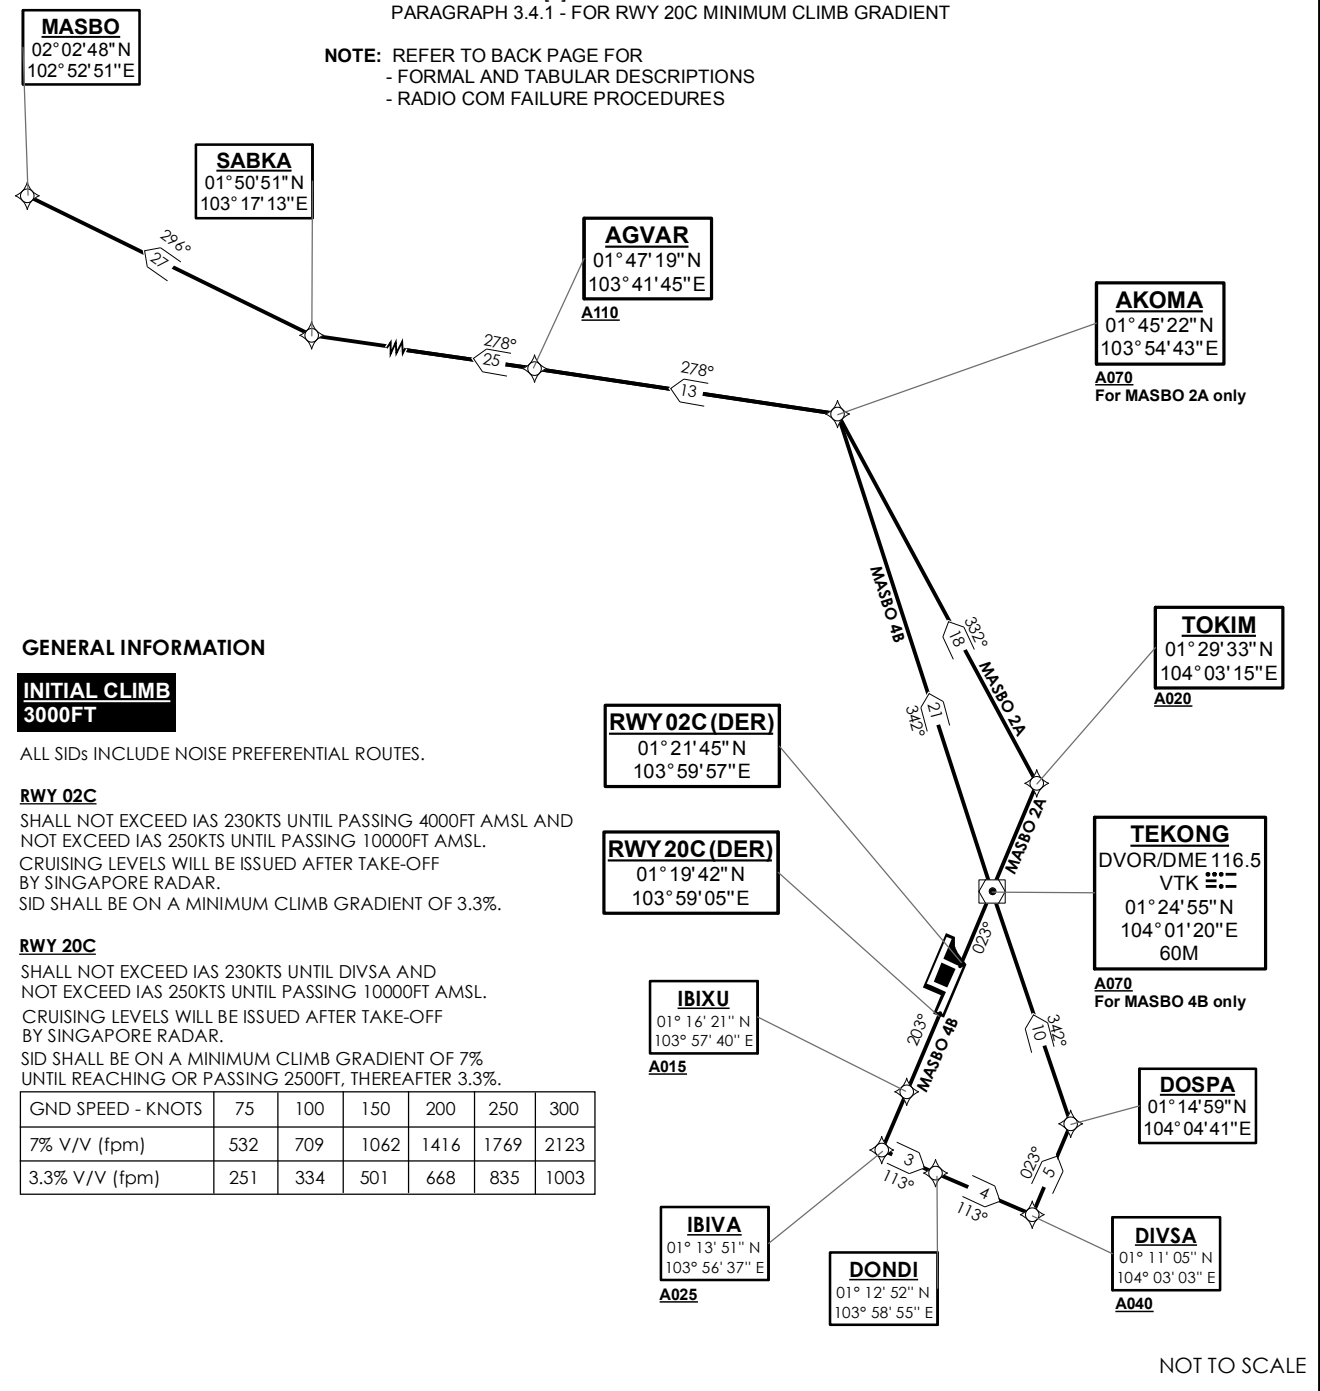 PARAGRAPH 3.4.1 - FOR RWY 20C MINIMUM CLIMB GRADIENT
NOTE: REFER TO BACK PAGE FOR
- FORMAL AND TABULAR DESCRIPTIONS
- RADIO COM FAILURE PROCEDURES
MASBO
02°02'48"N
102°52'51"E
SABKA
01°50'51"N
103°17'13"E
AGVAR
01°47'19"N
103°41'45"E
A110
AKOMA
01°45'22"N
103°54'43"E
A070
For MASBO 2A only
296°
27
278°
25
278°
13
MASBO 4B
332°
18
MASBO 2A
342°
21
TOKIM
01°29'33"N
104°03'15"E
A020
GENERAL INFORMATION
INITIAL CLIMB
3000FT
ALL SIDs INCLUDE NOISE PREFERENTIAL ROUTES.
RWY 02C
SHALL NOT EXCEED IAS 230KTS UNTIL PASSING 4000FT AMSL AND
NOT EXCEED IAS 250KTS UNTIL PASSING 10000FT AMSL.
CRUISING LEVELS WILL BE ISSUED AFTER TAKE-OFF
BY SINGAPORE RADAR.
SID SHALL BE ON A MINIMUM CLIMB GRADIENT OF 3.3%.
RWY 20C
SHALL NOT EXCEED IAS 230KTS UNTIL DIVSA AND
NOT EXCEED IAS 250KTS UNTIL PASSING 10000FT AMSL.
CRUISING LEVELS WILL BE ISSUED AFTER TAKE-OFF
BY SINGAPORE RADAR.
SID SHALL BE ON A MINIMUM CLIMB GRADIENT OF 7%
UNTIL REACHING OR PASSING 2500FT, THEREAFTER 3.3%.
GND SPEED - KNOTS 75 100 150 200 250 300
7% V/V (fpm) 532 709 1062 1416 1769 2123
3.3% V/V (fpm) 251 334 501 668 835 1003
RWY 02C (DER)
01°21'45"N
103°59'57"E
RWY 20C (DER)
01°19'42"N
103°59'05"E
MASBO 2A
TEKONG
DVOR/DME 116.5
VTK
01°24'55"N
104°01'20"E
60M
A070
For MASBO 4B only
023°
203°
MASBO 4B
IBIXU
01° 16' 21" N
103° 57' 40" E
A015
342°
10
DOSPA
01°14'59"N
104°04'41"E
023°
5
3
113°
4
113°
IBIVA
01° 13' 51" N
103° 56' 37" E
A025
DONDI
01° 12' 52" N
103° 58' 55" E
DIVSA
01° 11' 05" N
104° 03' 03" E
A040
NOT TO SCALE